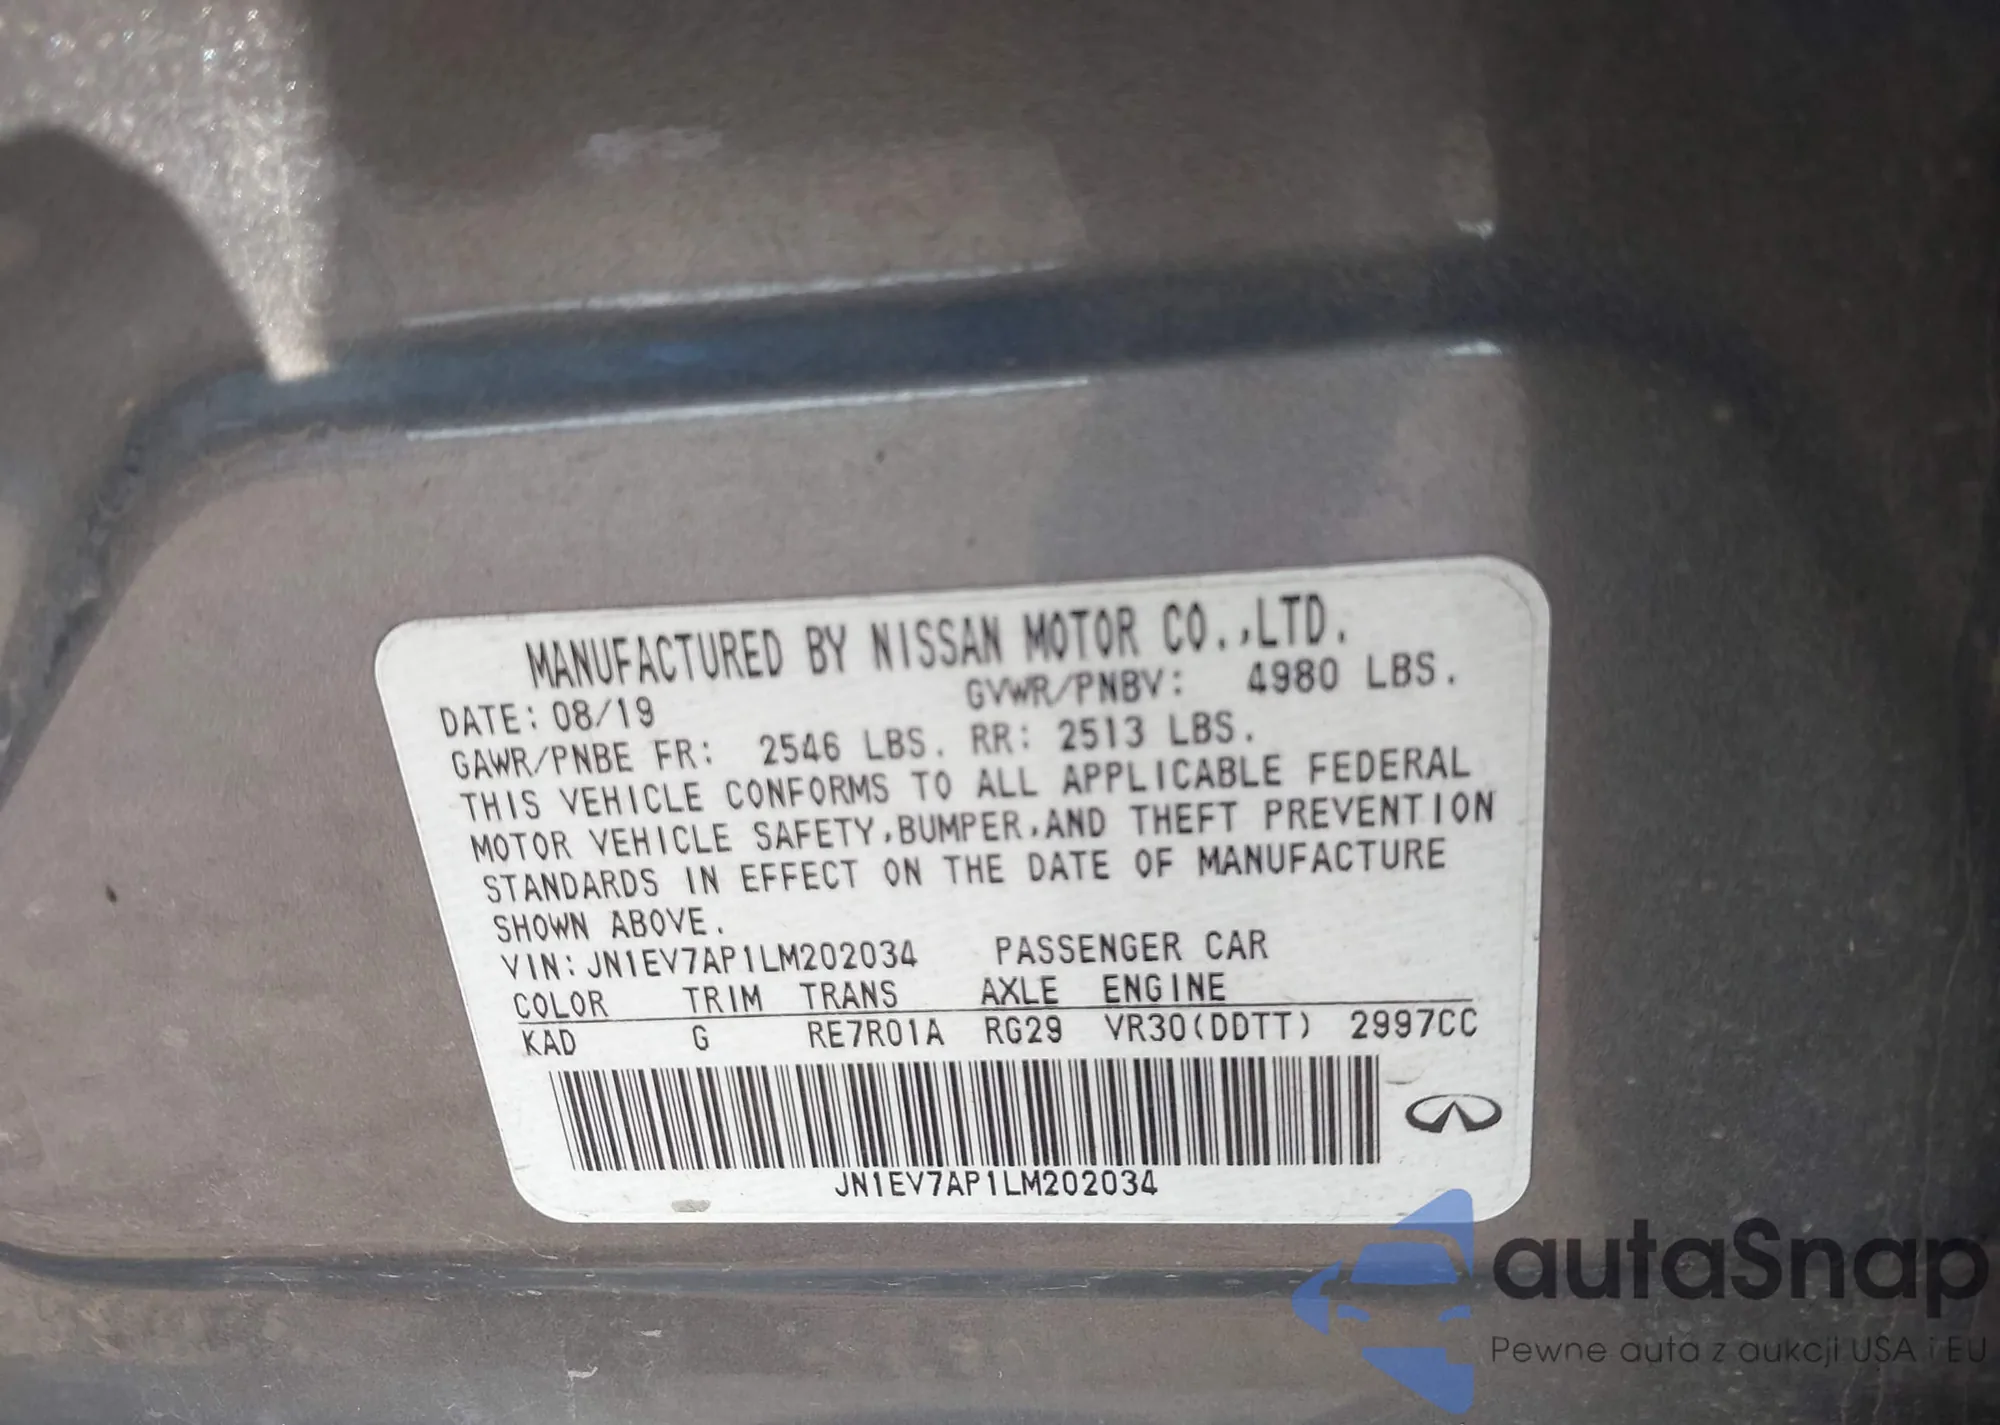 MANUFACTURED BY NISSAN MOTOR CO.,LTD.
DATE: 08/19 GVWR/PNBV: 4980 LBS.
GAWR/PNBE FR: 2546 LBS. RR: 2513 LBS.
THIS VEHICLE CONFORMS TO ALL APPLICABLE FEDERAL
MOTOR VEHICLE SAFETY,BUMPER,AND THEFT PREVENTION
STANDARDS IN EFFECT ON THE DATE OF MANUFACTURE
SHOWN ABOVE.
VIN: JN1EV7AP1LM202034 PASSENGER CAR
COLOR TRIM TRANS AXLE ENGINE
KAD G RE7R01A RG29 VR30(DDTT) 2997CC
JN1EV7AP1LM202034
autaSnap
Pewne auta z aukcji USA i EU